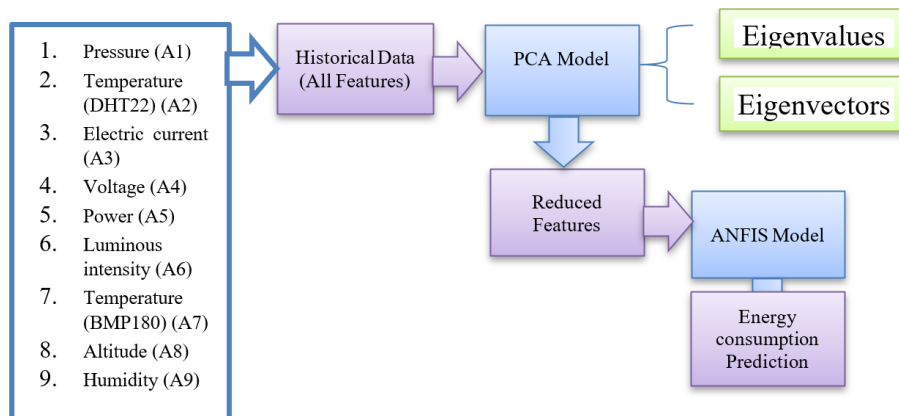 1. Pressure (A1)
2. Temperature
(DHT22) (A2)
3. Electric current
(A3)
4. Voltage (A4)
5. Power (A5)
6. Luminous
intensity (A6)
7. Temperature
(BMP180) (A7)
8. Altitude (A8)
9. Humidity (A9)
Historical Data
(All Features)
PCA Model
Eigenvalues
Eigenvectors
Reduced
Features
ANFIS Model
Energy
consumption
Prediction